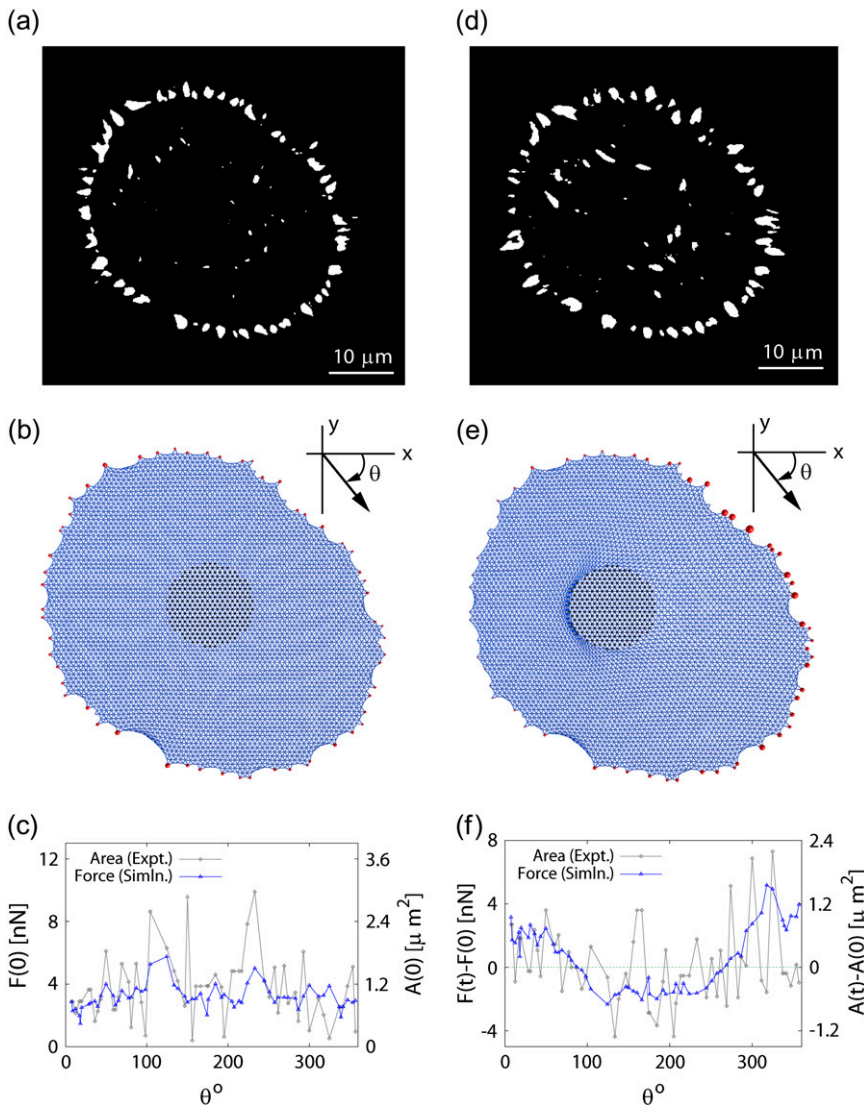 (a)
10 μm
(d)
10 μm
(b)
y
x
θ
(e)
y
x
θ
(c)
Area (Expt.)
Force (Simln.)
F(0) [nN]
12
8
4
0
A(0) [μ m²]
3.6
2.4
1.2
0
0 100 200 300
θ°
(f)
Area (Expt.)
Force (Simln.)
F(t)-F(0) [nN]
8
4
0
-4
A(t)-A(0) [μ m²]
2.4
1.2
0
-1.2
0 100 200 300
θ°